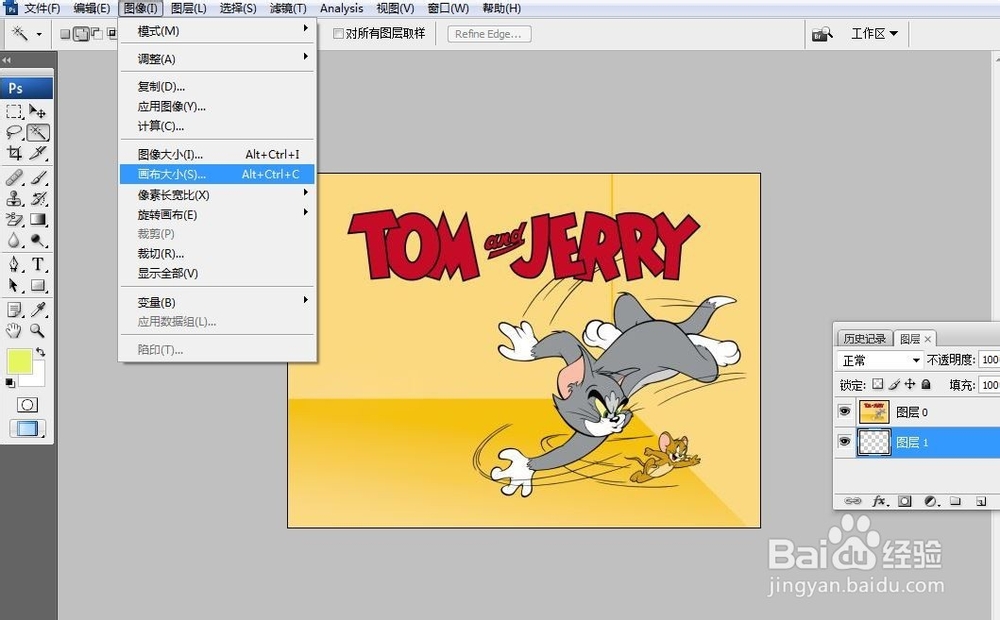 Ps 文件(F) 编辑(E) 图像(I) 图层(L) 选择(S) 滤镜(T) Analysis 视图(V) 窗口(W) 帮助(H)
对所有图层取样 Refine Edge... 工作区
模式(M)
调整(A)
复制(D)...
应用图像(Y)...
计算(C)...
图像大小(I)... Alt+Ctrl+I
画布大小(S)... Alt+Ctrl+C
像素长宽比(X)
旋转画布(E)
裁剪(P)
裁切(R)...
显示全部(V)
变量(B)
应用数据组(L)...
陷印(T)...
Ps
T
TOM and JERRY
历史记录 图层 ×
正常 不透明度: 100
锁定: 填充: 100
图层 0
图层 1
fx
Baidu 经验
jingyan.baidu.com